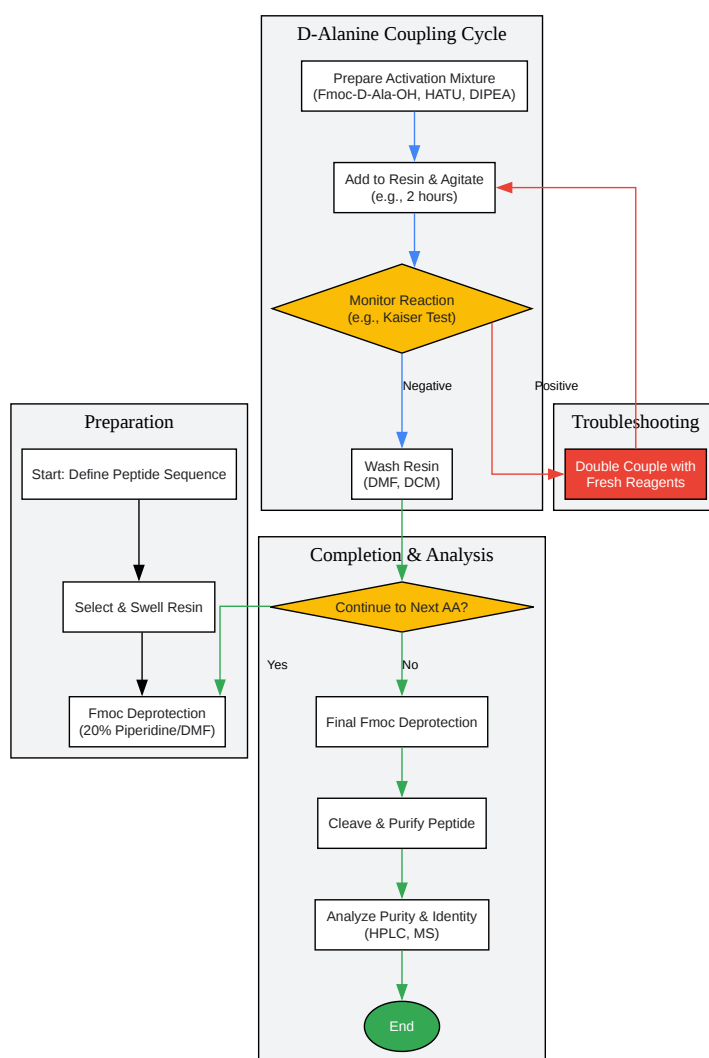 D-Alanine Coupling Cycle
Prepare Activation Mixture
(Fmoc-D-Ala-OH, HATU, DIPEA)
Add to Resin & Agitate
(e.g., 2 hours)
Monitor Reaction
(e.g., Kaiser Test)
Negative
Positive
Wash Resin
(DMF, DCM)
Troubleshooting
Double Couple with
Fresh Reagents
Preparation
Start: Define Peptide Sequence
Select & Swell Resin
Fmoc Deprotection
(20% Piperidine/DMF)
Completion & Analysis
Continue to Next AA?
Yes
No
Final Fmoc Deprotection
Cleave & Purify Peptide
Analyze Purity & Identity
(HPLC, MS)
End